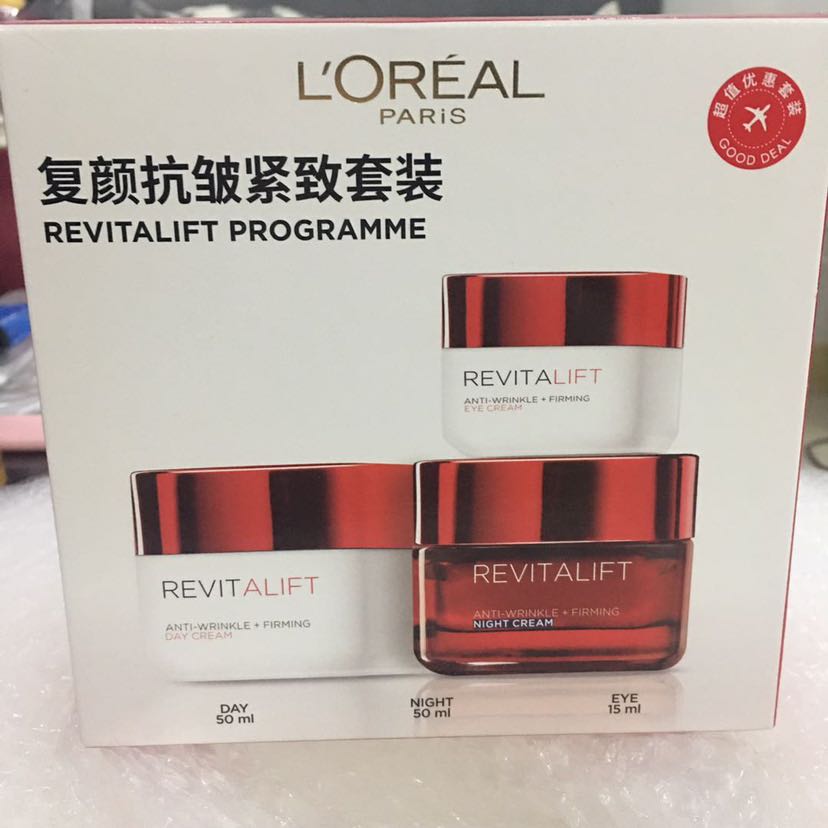 L'ORÉAL
PARiS
超值优惠套装
GOOD DEAL
复颜抗皱紧致套装
REVITALIFT PROGRAMME
REVITALIFT
ANTI-WRINKLE + FIRMING
EYE CREAM
REVITALIFT
ANTI-WRINKLE + FIRMING
DAY CREAM
REVITALIFT
ANTI-WRINKLE + FIRMING
NIGHT CREAM
DAY
50 ml
NIGHT
50 ml
EYE
15 ml